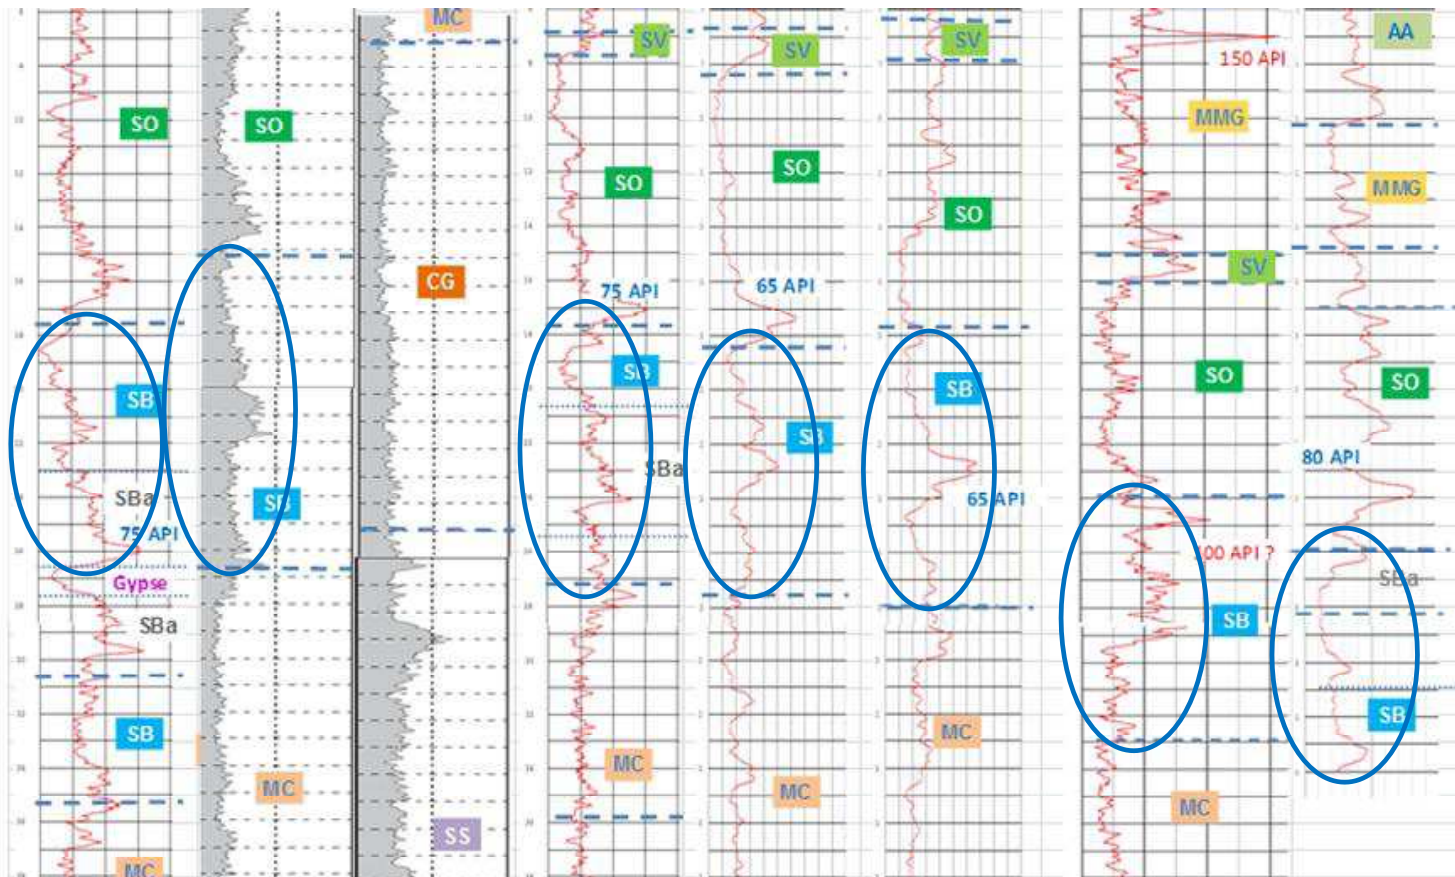 MC
SV
SV
SV
AA
150 API
SO
SO
MMG
SO
SO
MMG
SO
SV
CG
75 API
65 API
SO
SO
SB
SB
SB
SB
SBa
80 API
SBa
SB
65 API
75 API
100 API ?
Gypse
SBa
SBa
SB
SB
SB
MC
MC
MC
MC
MC
SS
MC